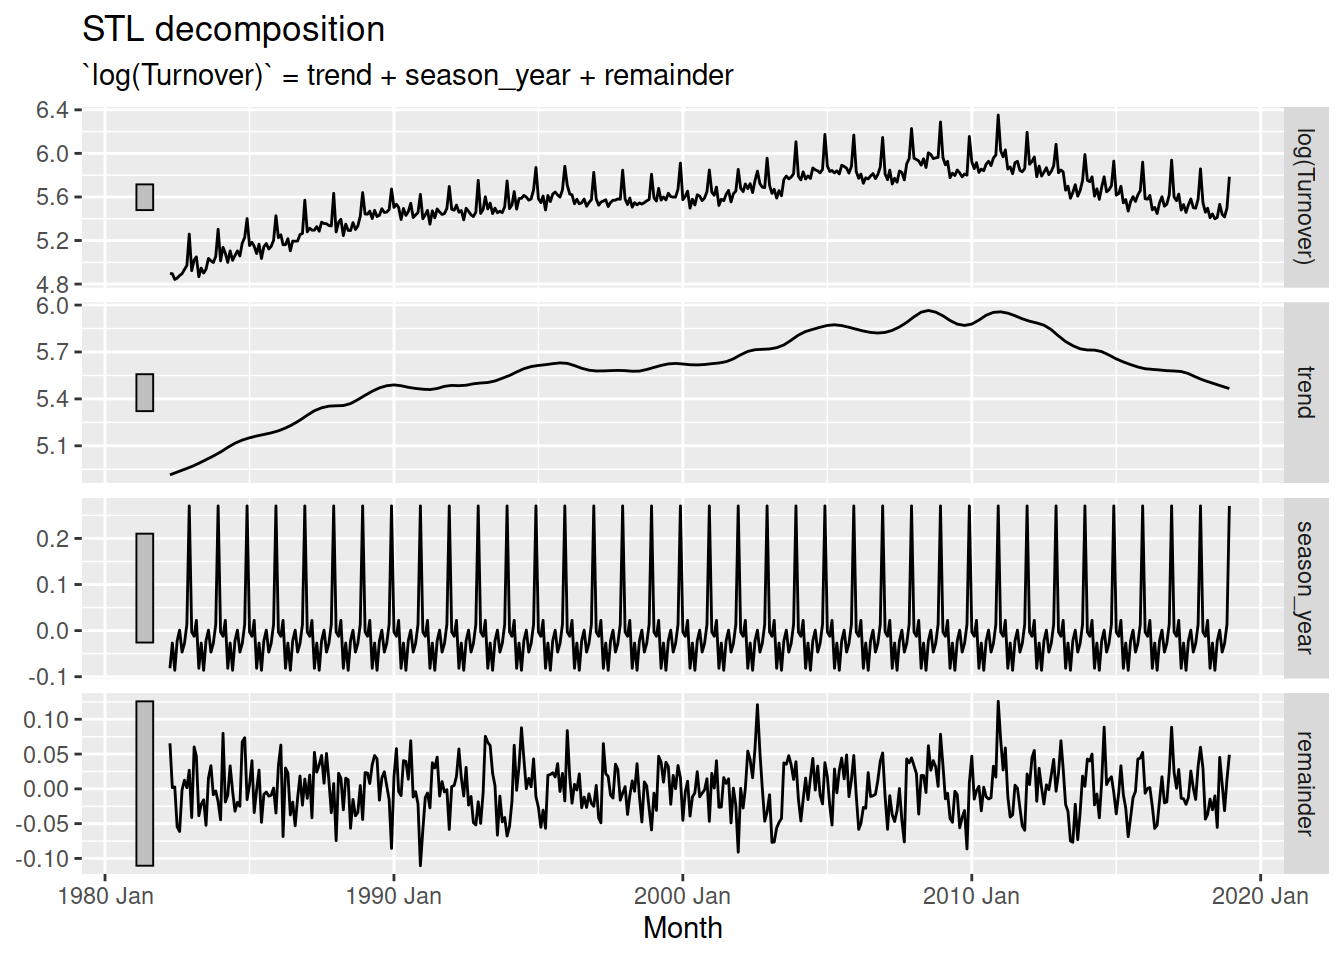 STL decomposition
`log(Turnover)` = trend + season_year + remainder
6.4
6.0
5.6
5.2
4.8
log(Turnover)
6.0
5.7
5.4
5.1
trend
0.2
0.1
0.0
-0.1
season_year
0.10
0.05
0.00
-0.05
-0.10
remainder
1980 Jan 1990 Jan 2000 Jan 2010 Jan 2020 Jan
Month